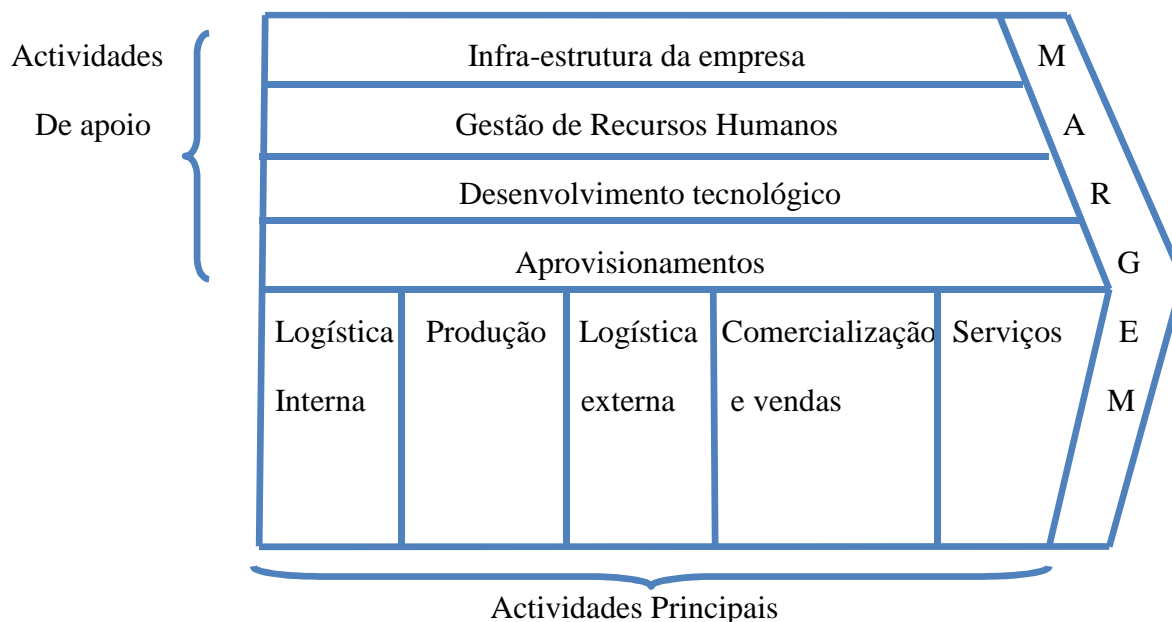 Actividades
De apoio
Infra-estrutura da empresa
Gestão de Recursos Humanos
Desenvolvimento tecnológico
Aprovisionamentos
Logística
Interna
Produção
Logística
externa
Comercialização
e vendas
Serviços
M
A
R
G
E
M
Actividades Principais